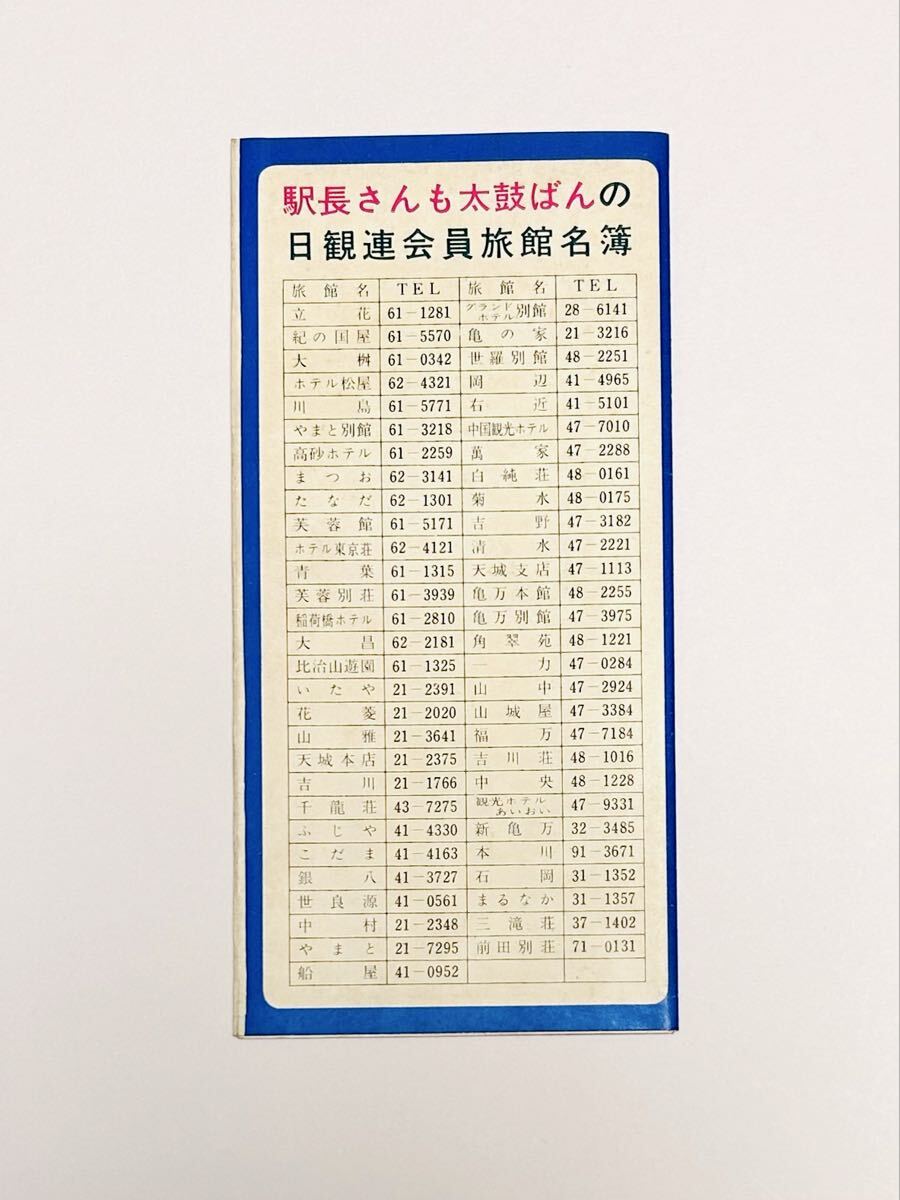 駅長さんも太鼓ばんの
日観連会員旅館名簿
旅館名 TEL 旅館名 TEL
立花 61-1281 グランドホテル別館 28-6141
紀の国屋 61-5570 亀の家 21-3216
大桝 61-0342 世羅別館 48-2251
ホテル松屋 62-4321 岡辺 41-4965
川島 61-5771 右近 41-5101
やまと別館 61-3218 中国観光ホテル 47-7010
高砂ホテル 61-2259 萬家 47-2288
まつお 62-3141 白純荘 48-0161
たなだ 62-1301 菊水 48-0175
芙蓉館 61-5171 吉野 47-3182
ホテル東京荘 62-4121 清水 47-2221
青葉 61-1315 天城支店 47-1113
芙蓉別荘 61-3939 亀万本館 48-2255
稲荷橋ホテル 61-2810 亀万別館 47-3975
大昌 62-2181 角翠苑 48-1221
比治山遊園 61-1325 一力 47-0284
いたや 21-2391 山中 47-2924
花菱 21-2020 山城屋 47-3384
山雅 21-3641 福万 47-7184
天城本店 21-2375 吉川荘 48-1016
吉川 21-1766 中央 48-1228
千龍荘 43-7275 観光ホテルあいおい 47-9331
ふじや 41-4330 新亀万 32-3485
こだま 41-4163 本川 91-3671
銀八 41-3727 石岡 31-1352
世良源 41-0561 まるなか 31-1357
中村 21-2348 三滝荘 37-1402
やまと 21-7295 前田別荘 71-0131
船屋 41-0952